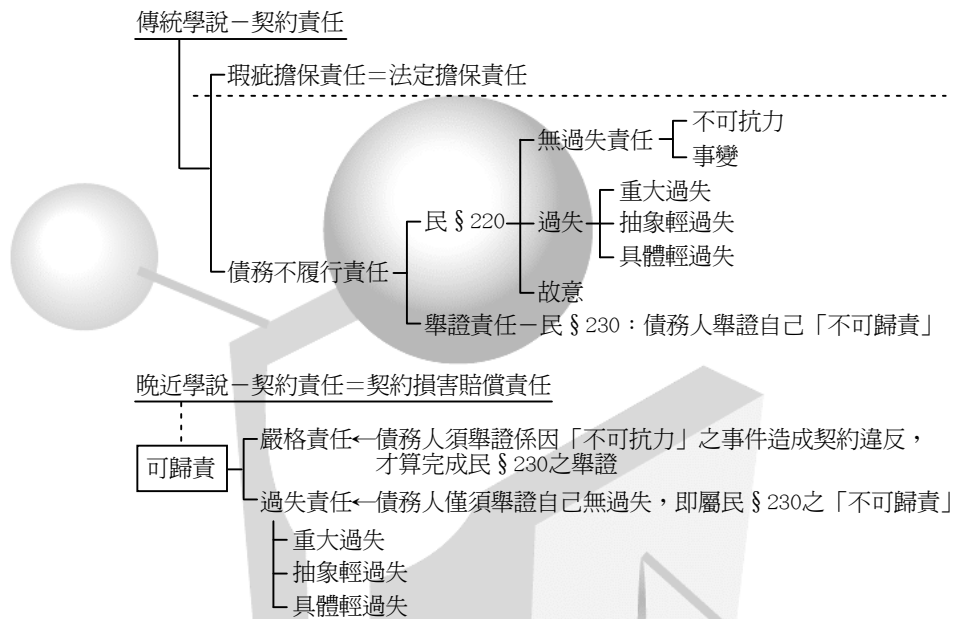 傳統學說－契約責任
瑕疵擔保責任＝法定擔保責任
不可抗力
無過失責任
事變
重大過失
民§220
過失
抽象輕過失
具體輕過失
債務不履行責任
故意
舉證責任－民§230：債務人舉證自己「不可歸責」
晚近學說－契約責任＝契約損害賠償責任
嚴格責任←債務人須舉證係因「不可抗力」之事件造成契約違反，
才算完成民§230之舉證
可歸責
過失責任←債務人僅須舉證自己無過失，即屬民§230之「不可歸責」
重大過失
抽象輕過失
具體輕過失